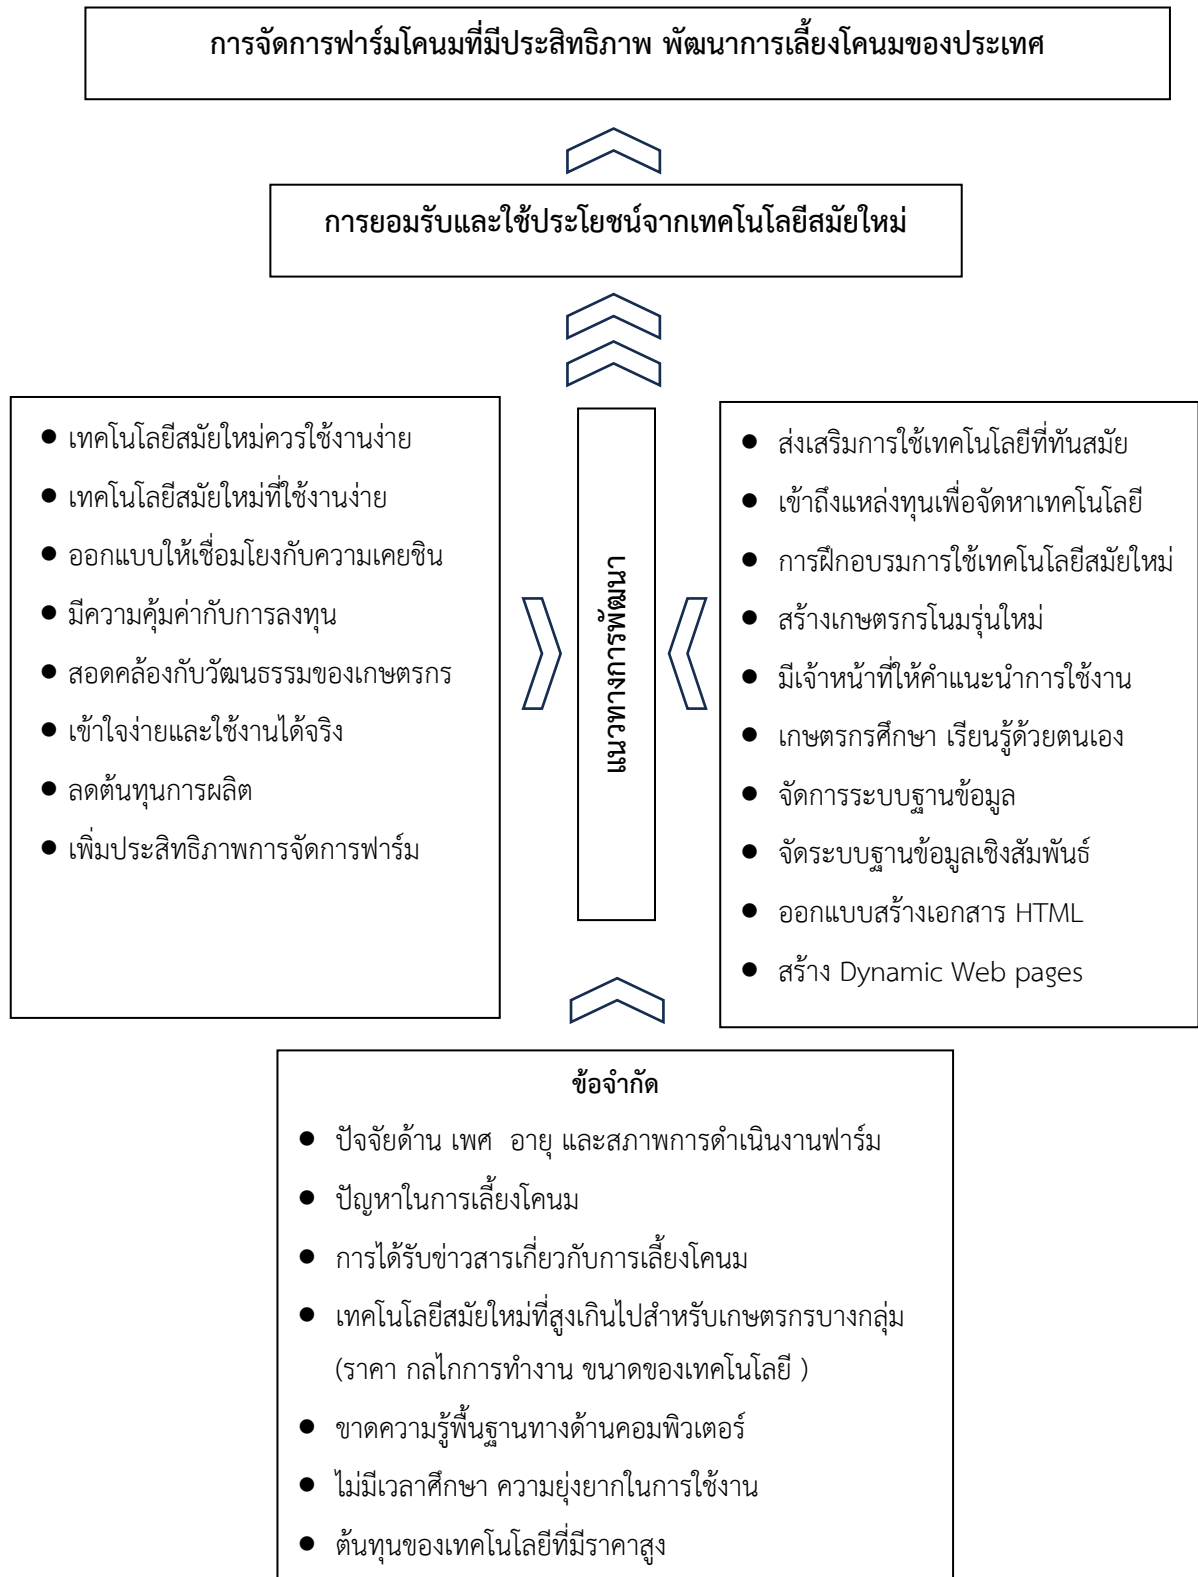 การจัดการฟาร์มโคนมที่มีประสิทธิภาพ พัฒนาการเลี้ยงโคนมของประเทศ
การยอมรับและใช้ประโยชน์จากเทคโนโลยีสมัยใหม่
● เทคโนโลยีสมัยใหม่ควรใช้งานง่าย
● เทคโนโลยีสมัยใหม่ที่ใช้งานง่าย
● ออกแบบให้เชื่อมโยงกับความเคยชิน
● มีความคุ้มค่ากับการลงทุน
● สอดคล้องกับวัฒนธรรมของเกษตรกร
● เข้าใจง่ายและใช้งานได้จริง
● ลดต้นทุนการผลิต
● เพิ่มประสิทธิภาพการจัดการฟาร์ม
แนวทางการพัฒนา
● ส่งเสริมการใช้เทคโนโลยีที่ทันสมัย
● เข้าถึงแหล่งทุนเพื่อจัดหาเทคโนโลยี
● การฝึกอบรมการใช้เทคโนโลยีสมัยใหม่
● สร้างเกษตรกรโนมรุ่นใหม่
● มีเจ้าหน้าที่ให้คำแนะนำการใช้งาน
● เกษตรกรศึกษา เรียนรู้ด้วยตนเอง
● จัดการระบบฐานข้อมูล
● จัดระบบฐานข้อมูลเชิงสัมพันธ์
● ออกแบบสร้างเอกสาร HTML
● สร้าง Dynamic Web pages
ข้อจำกัด
● ปัจจัยด้าน เพศ อายุ และสภาพการดำเนินงานฟาร์ม
● ปัญหาในการเลี้ยงโคนม
● การได้รับข่าวสารเกี่ยวกับการเลี้ยงโคนม
● เทคโนโลยีสมัยใหม่ที่สูงเกินไปสำหรับเกษตรกรบางกลุ่ม
(ราคา กลไกการทำงาน ขนาดของเทคโนโลยี )
● ขาดความรู้พื้นฐานทางด้านคอมพิวเตอร์
● ไม่มีเวลาศึกษา ความยุ่งยากในการใช้งาน
● ต้นทุนของเทคโนโลยีที่มีราคาสูง